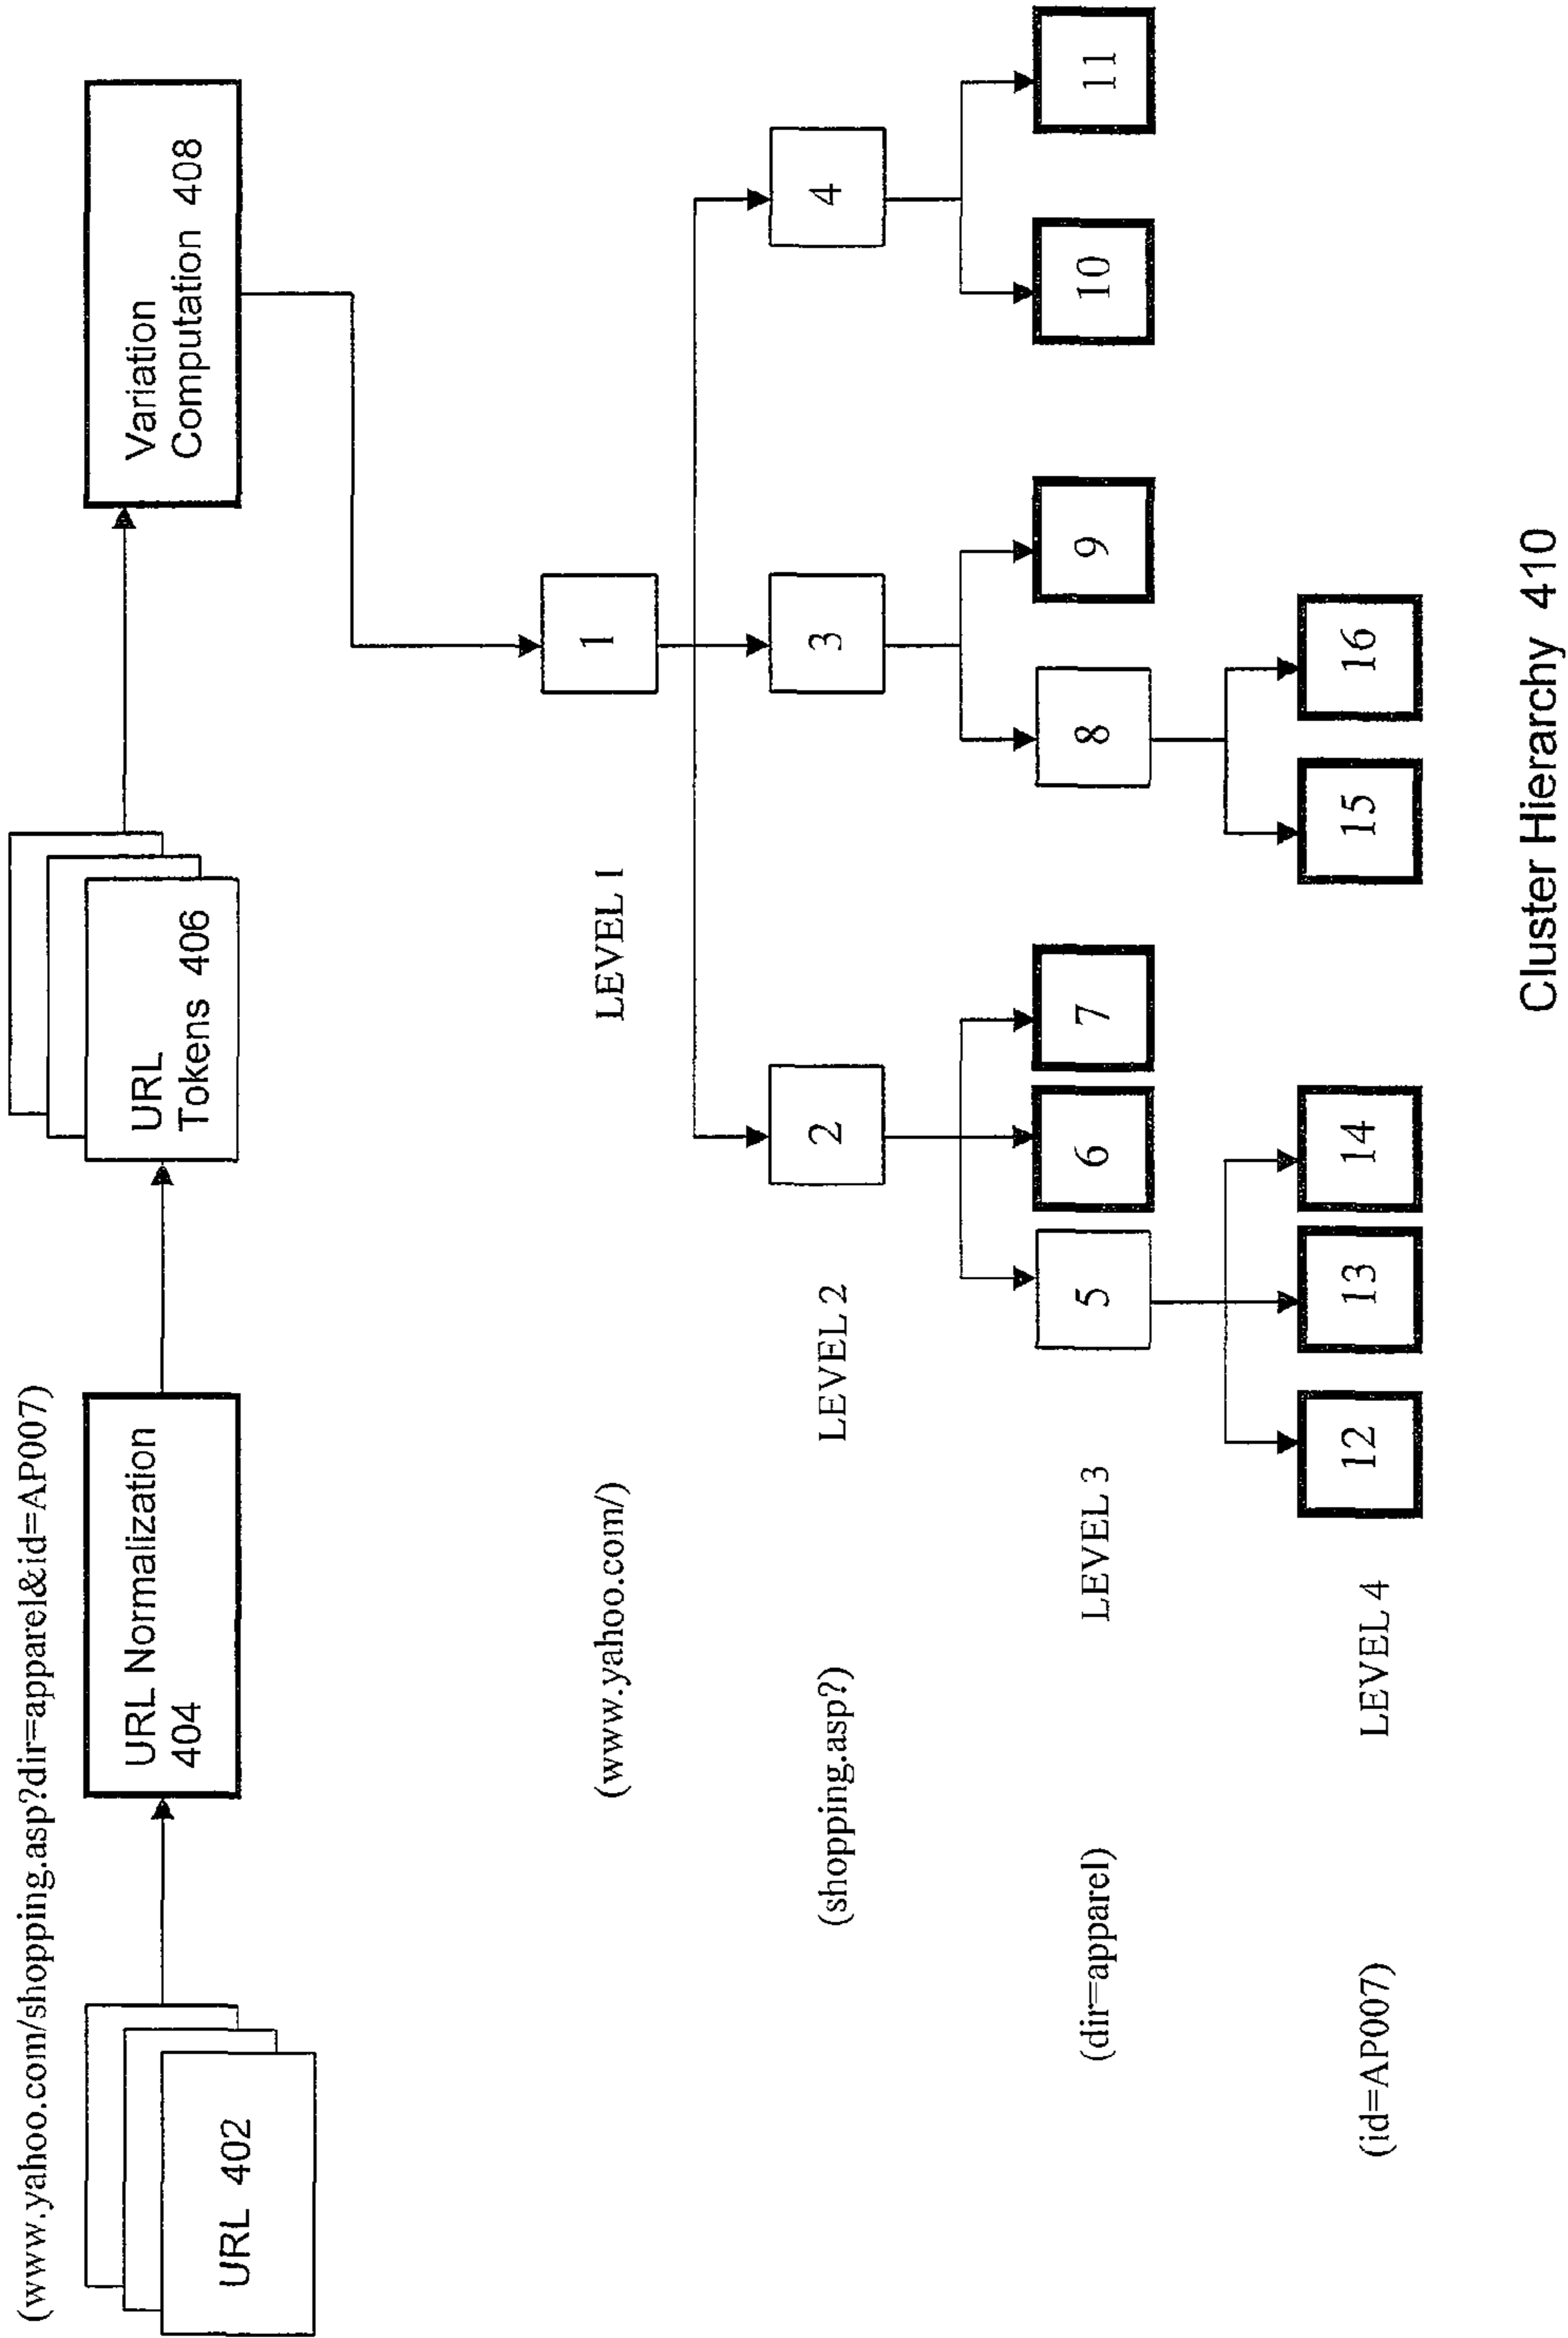 (www.yahoo.com/shopping.asp?dir=apparel&id=AP007)
URL 402
URL Normalization
404
URL
Tokens 406
Variation
Computation 408
(www.yahoo.com/)
LEVEL 1
1
(shopping.asp?)
LEVEL 2
2
3
4
(dir=apparel)
LEVEL 3
5
6
7
8
9
10
11
(id=AP007)
LEVEL 4
12
13
14
15
16
Cluster Hierarchy 410